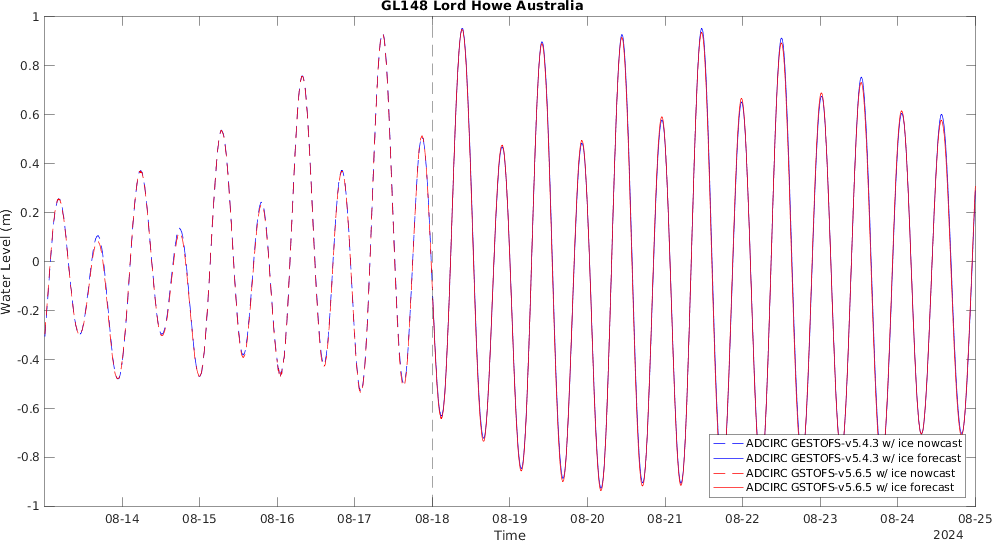 GL148 Lord Howe Australia
1
0.8
0.6
0.4
0.2
0
-0.2
-0.4
-0.6
-0.8
-1
Water Level (m)
ADCIRC GESTOFS-v5.4.3 w/ ice nowcast
ADCIRC GESTOFS-v5.4.3 w/ ice forecast
ADCIRC GSTOFS-v5.6.5 w/ ice nowcast
ADCIRC GSTOFS-v5.6.5 w/ ice forecast
08-14 08-15 08-16 08-17 08-18 08-19 08-20 08-21 08-22 08-23 08-24 08-25
Time
2024